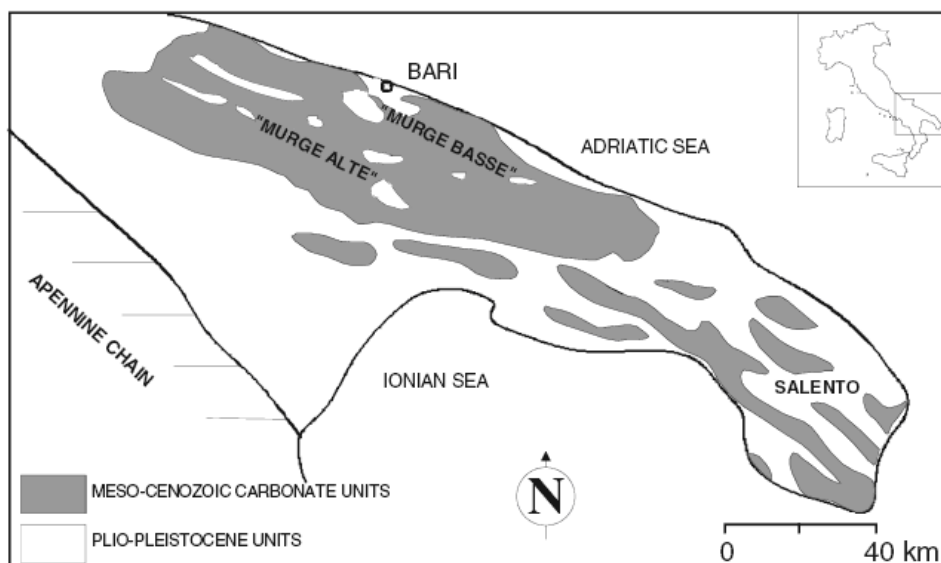 BARI
"MURGE BASSE"
"MURGE ALTE"
ADRIATIC SEA
APENNINE CHAIN
IONIAN SEA
SALENTO
MESO-CENOZOIC CARBONATE UNITS
PLIO-PLEISTOCENE UNITS
N
0 40 km